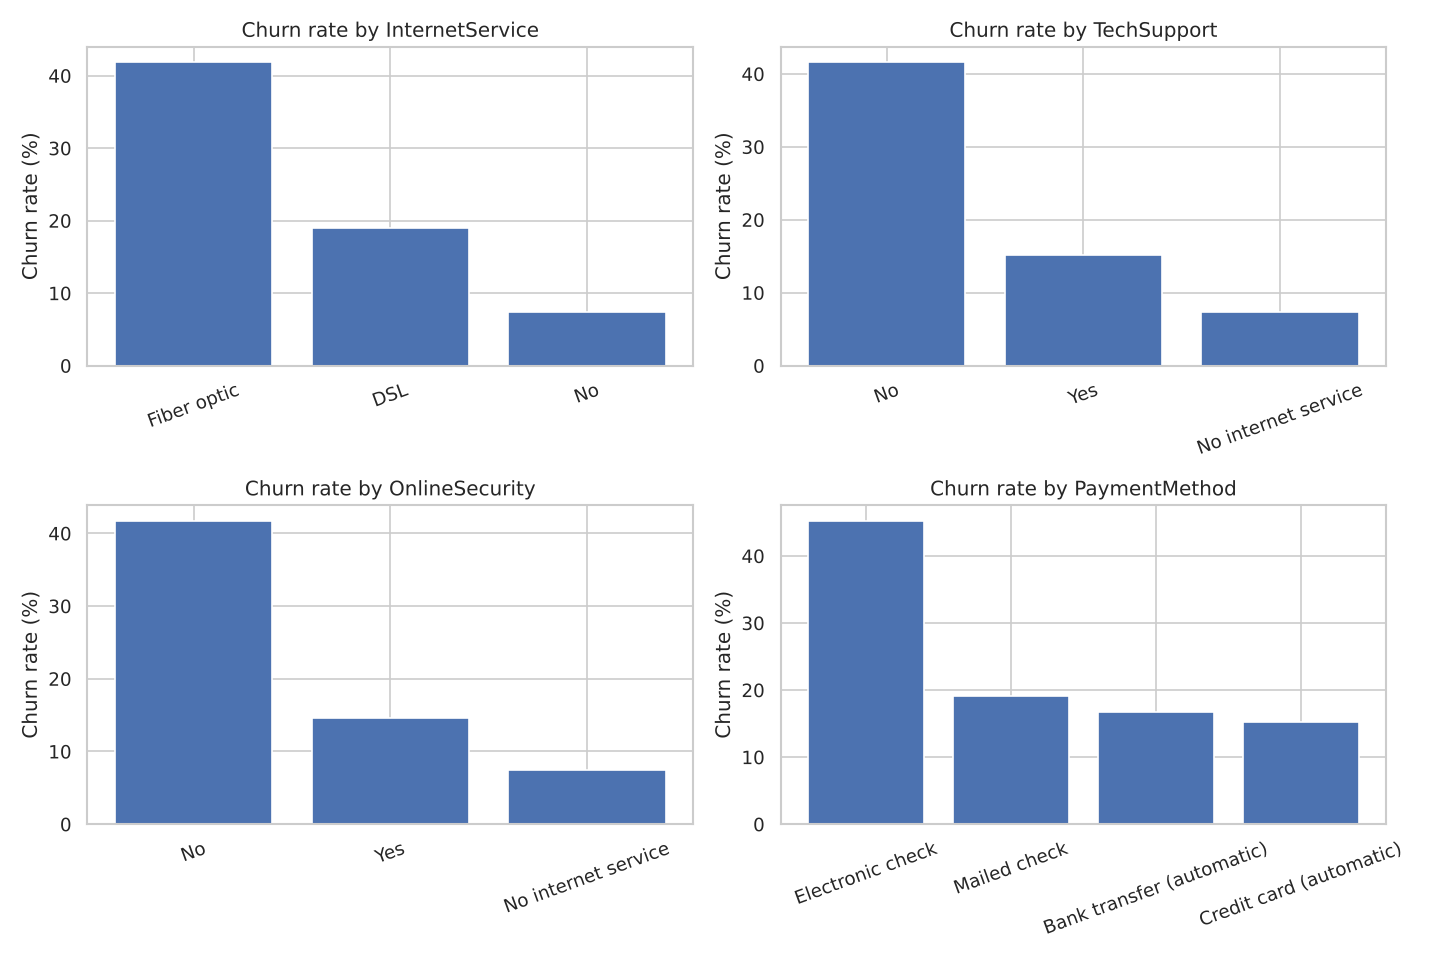 Churn rate by InternetService
Churn rate (%)
40
30
20
10
0
Fiber optic
DSL
No
Churn rate by TechSupport
Churn rate (%)
40
30
20
10
0
No
Yes
No internet service
Churn rate by OnlineSecurity
Churn rate (%)
40
30
20
10
0
No
Yes
No internet service
Churn rate by PaymentMethod
Churn rate (%)
40
30
20
10
0
Electronic check
Mailed check
Bank transfer (automatic)
Credit card (automatic)